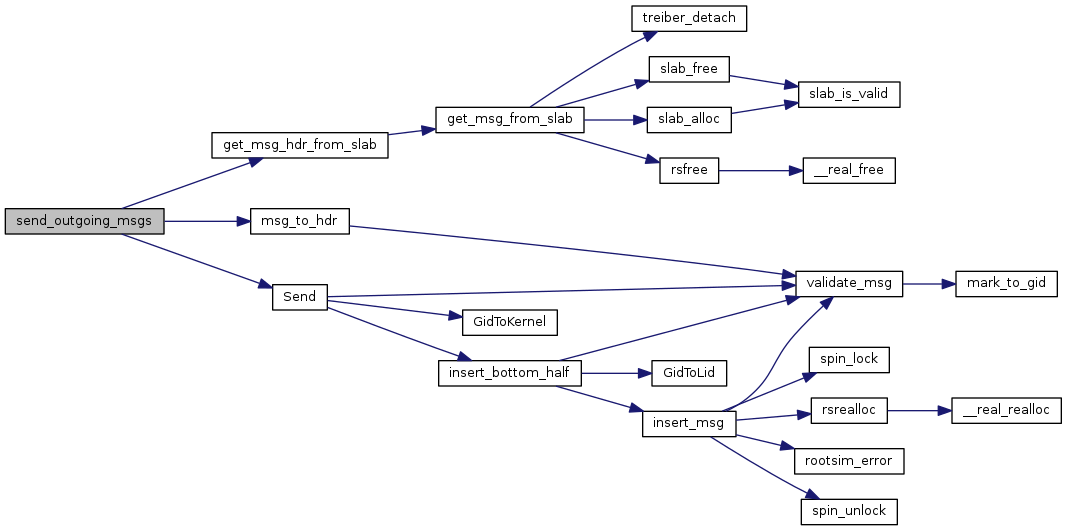 treiber_detach
slab_free
slab_is_valid
get_msg_from_slab
slab_alloc
get_msg_hdr_from_slab
rsfree
__real_free
send_outgoing_msgs
msg_to_hdr
validate_msg
mark_to_gid
Send
GidToKernel
spin_lock
insert_bottom_half
GidToLid
rsrealloc
__real_realloc
insert_msg
rootsim_error
spin_unlock